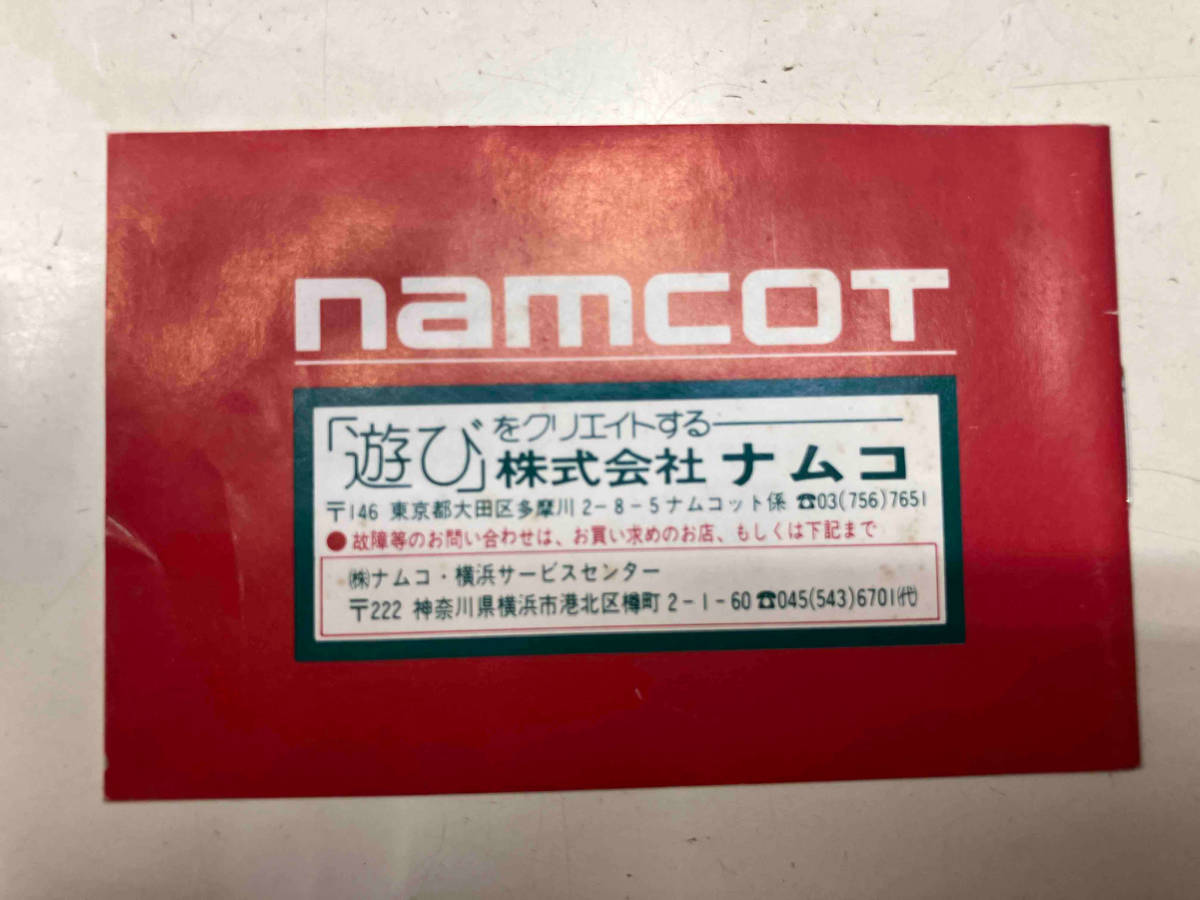 namcot
「遊び」をクリエイトする
株式会社 ナムコ
〒146 東京都大田区多摩川2-8-5ナムコット係 ☎03(756)7651
●故障等のお問い合わせは、お買い求めのお店、もしくは下記まで
㈱ナムコ・横浜サービスセンター
〒222 神奈川県横浜市港北区樽町2-1-60☎045(543)6701㈹